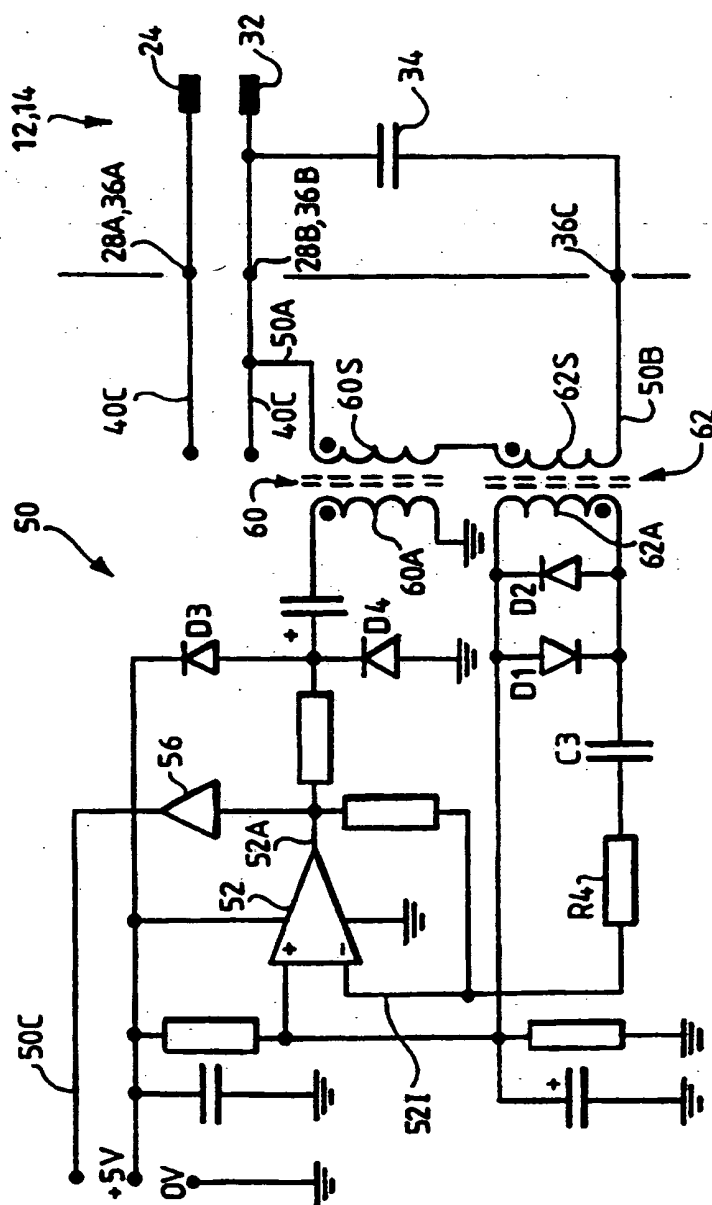 12,14
24
32
34
28A,36A
28B,36B
36C
40C
40C
50A
50B
60S
62S
62
50
60
60A
62A
D3
D4
D2
D1
+
C3
56
52A
52
+
-
R4
50C
52I
+
+5V
0V